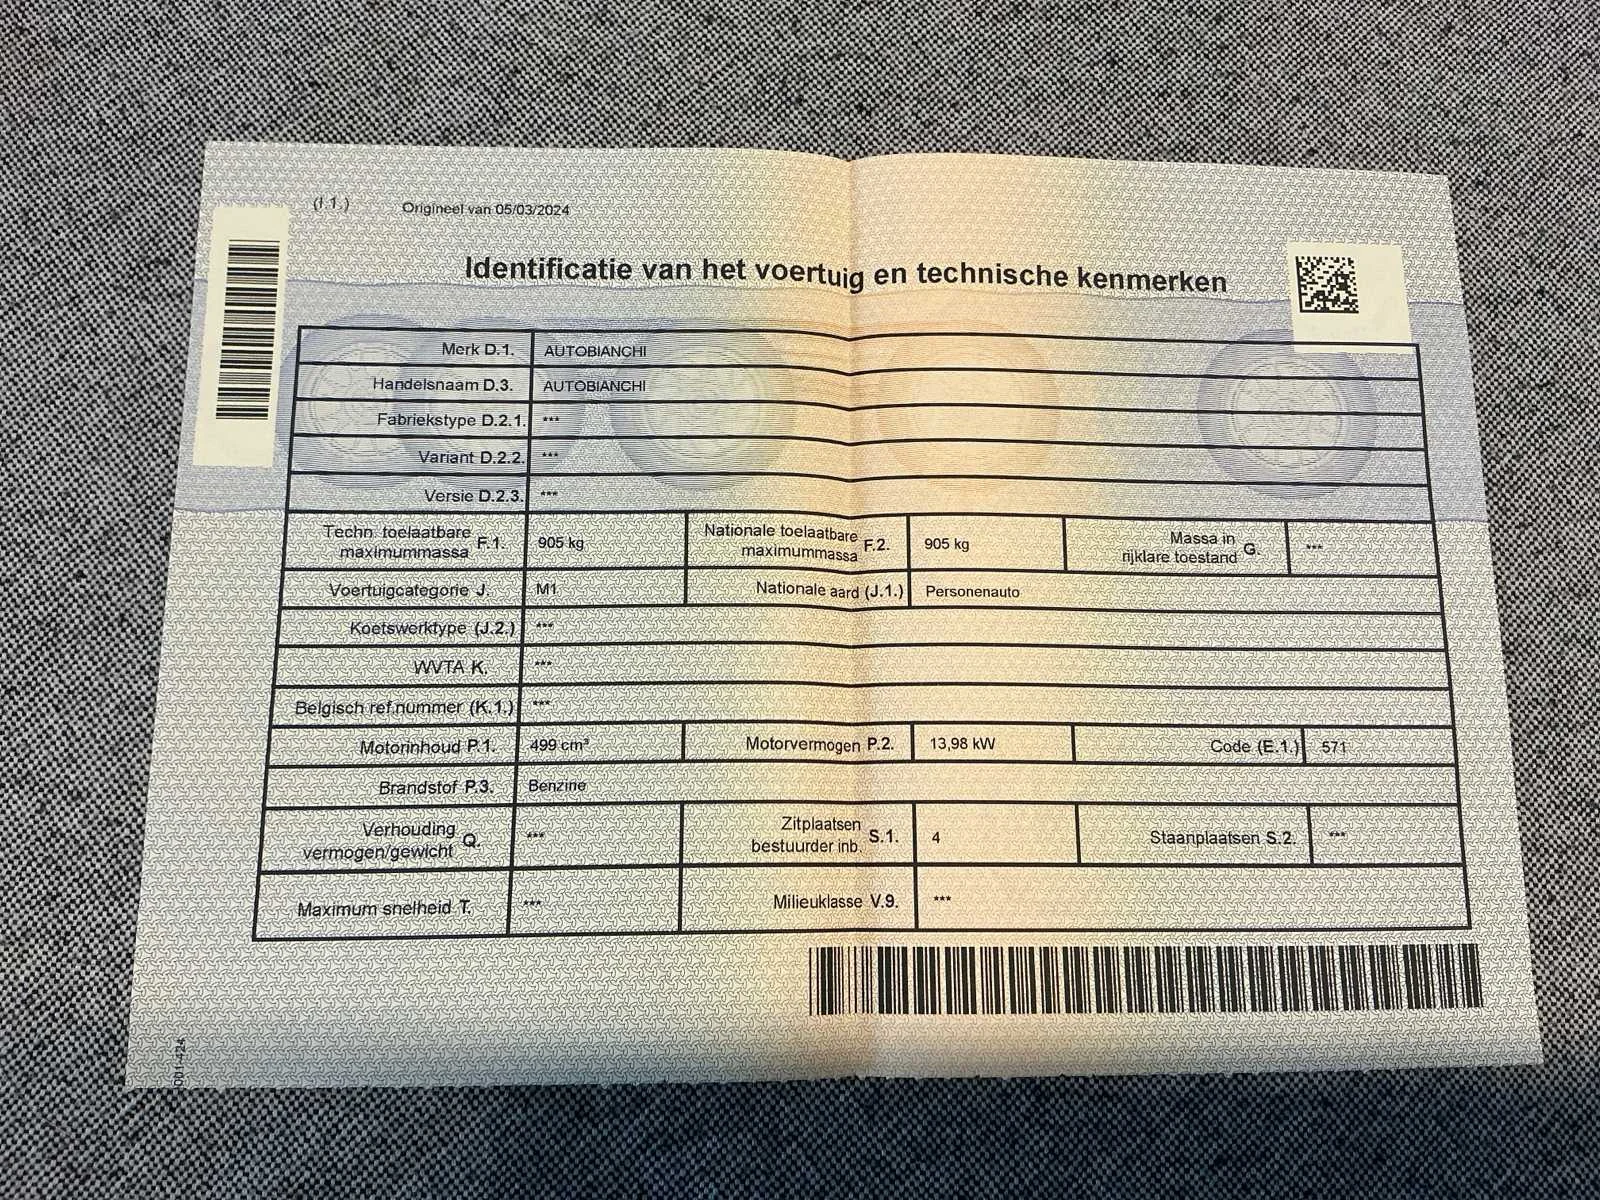 (I.1.) Origineel van 05/03/2024
Identificatie van het voertuig en technische kenmerken
Merk D.1. AUTOBIANCHI
Handelsnaam D.3. AUTOBIANCHI
Fabriekstype D.2.1. ***
Variant D.2.2. ***
Versie D.2.3. ***
Techn. toelaatbare maximummassa F.1. 905 kg Nationale toelaatbare maximummassa F.2. 905 kg Massa in rijklare toestand G. ***
Voertuigcategorie J. M1 Nationale aard (J.1.) Personenauto
Koetswerktype (J.2.) ***
WVTA K. ***
Belgisch ref.nummer (K.1.) ***
Motorinhoud P.1. 499 cm³ Motorvermogen P.2. 13,98 kW Code (E.1.) 571
Brandstof P.3. Benzine
Verhouding vermogen/gewicht Q. *** Zitplaatsen bestuurder inb. S.1. 4 Staanplaatsen S.2. ***
Maximum snelheid T. *** Milieuklasse V.9. ***
001-424